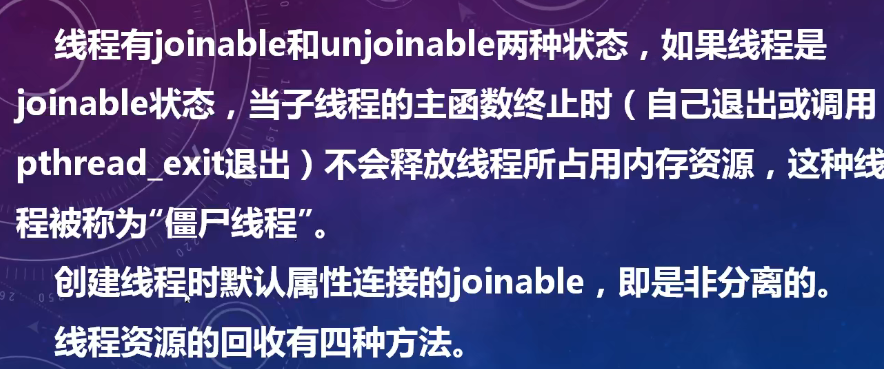 线程有joinable和unjoinable两种状态，如果线程是
joinable状态，当子线程的主函数终止时（自己退出或调用
pthread_exit退出）不会释放线程所占用内存资源，这种线
程被称为“僵尸线程”。
创建线程时默认属性连接的joinable，即是非分离的。
线程资源的回收有四种方法。